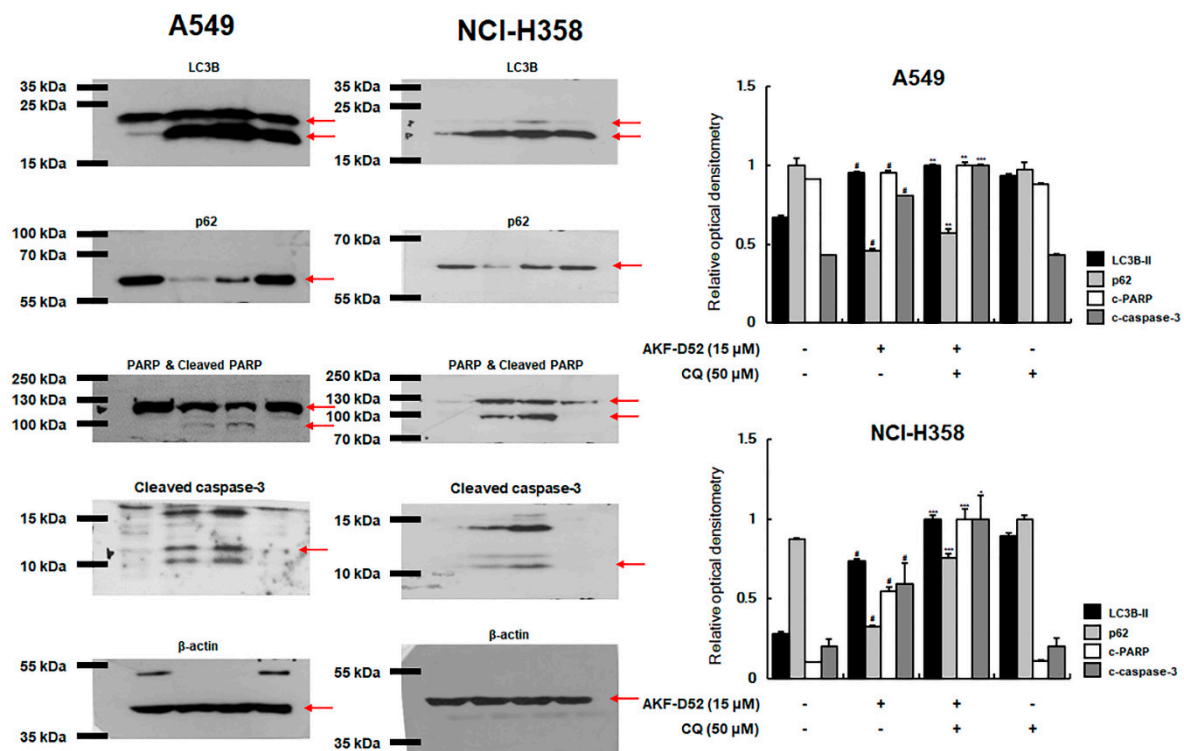 A549
LC3B
35 kDa
25 kDa
15 kDa
p62
100 kDa
70 kDa
55 kDa
PARP & Cleaved PARP
250 kDa
130 kDa
100 kDa
Cleaved caspase-3
15 kDa
10 kDa
β-actin
55 kDa
35 kDa
NCI-H358
LC3B
35 kDa
25 kDa
15 kDa
p62
70 kDa
55 kDa
PARP & Cleaved PARP
250 kDa
130 kDa
100 kDa
70 kDa
Cleaved caspase-3
15 kDa
10 kDa
β-actin
55 kDa
35 kDa
A549
Relative optical densitometry
1.5
1
0.5
0
# # # # ** ** ** ***
LC3B-II
p62
c-PARP
c-caspase-3
AKF-D52 (15 μM) - + + -
CQ (50 μM) - - + +
NCI-H358
Relative optical densitometry
1.5
1
0.5
0
# # # # *** *** *** *
LC3B-II
p62
c-PARP
c-caspase-3
AKF-D52 (15 μM) - + + -
CQ (50 μM) - - + +